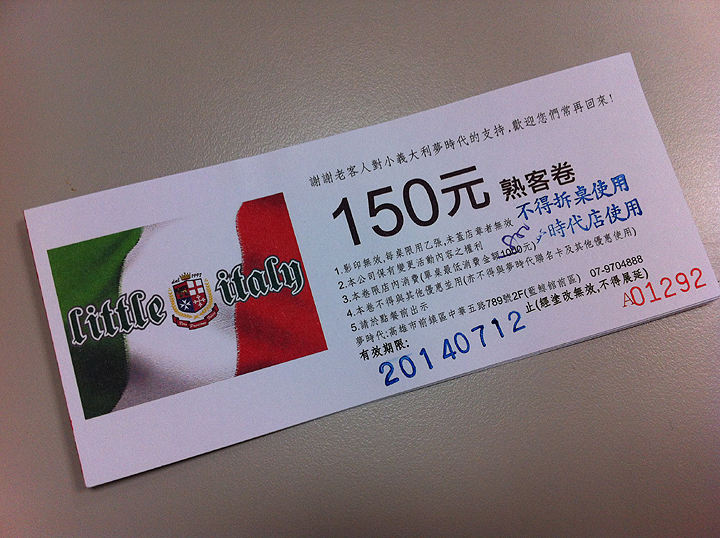 謝謝老客人對小義大利夢時代的支持,歡迎您們常再回來!
150元 熟客卷
不得拆桌使用
時代店使用
1.影印無效,每桌限用乙張,未蓋店章者無效
2.本公司保有變更活動內容之權利
3.本卷限店內消費(單桌最低消費金額1000元)
4.本卷不得與其他優惠並用(亦不得與夢時代聯名卡及其他優惠使用)
5.請於點餐前出示
夢時代:高雄市前鎮區中華五路789號2F(藍鯨館前區) 07-9704888
有效期限:
20140712
止(經塗改無效,不得展延)
A01292
little italy
1997